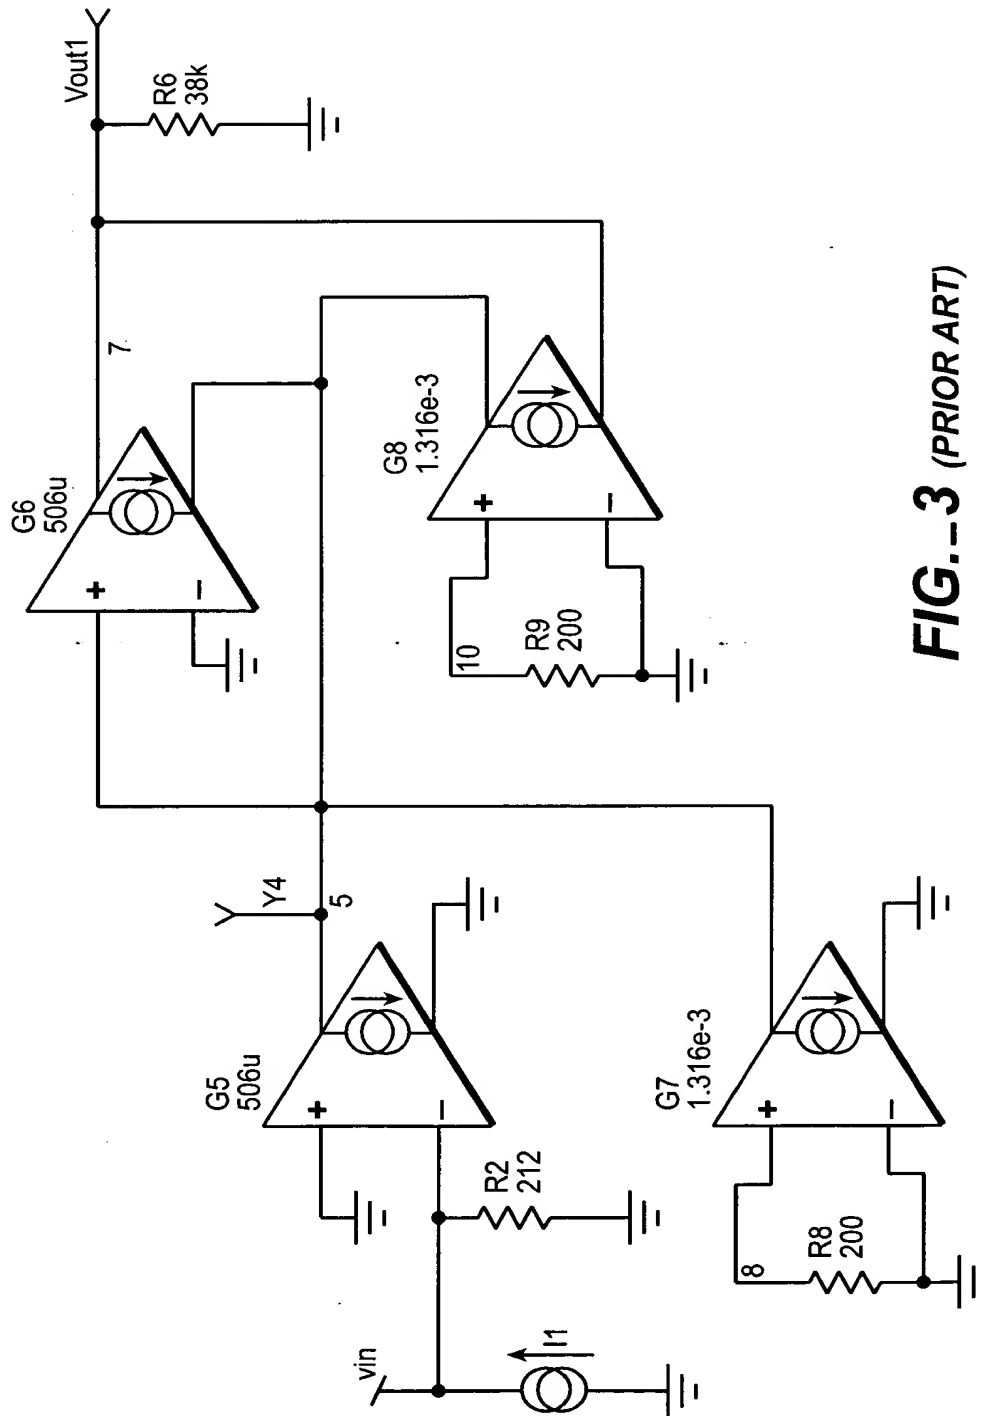 Vout1
R6
38k
7
G6
506u
+
−
G8
1.316e-3
+
−
10
R9
200
Y4
5
G5
506u
+
−
R2
212
vin
I1
G7
1.316e-3
+
−
8
R8
200
FIG._3 (PRIOR ART)